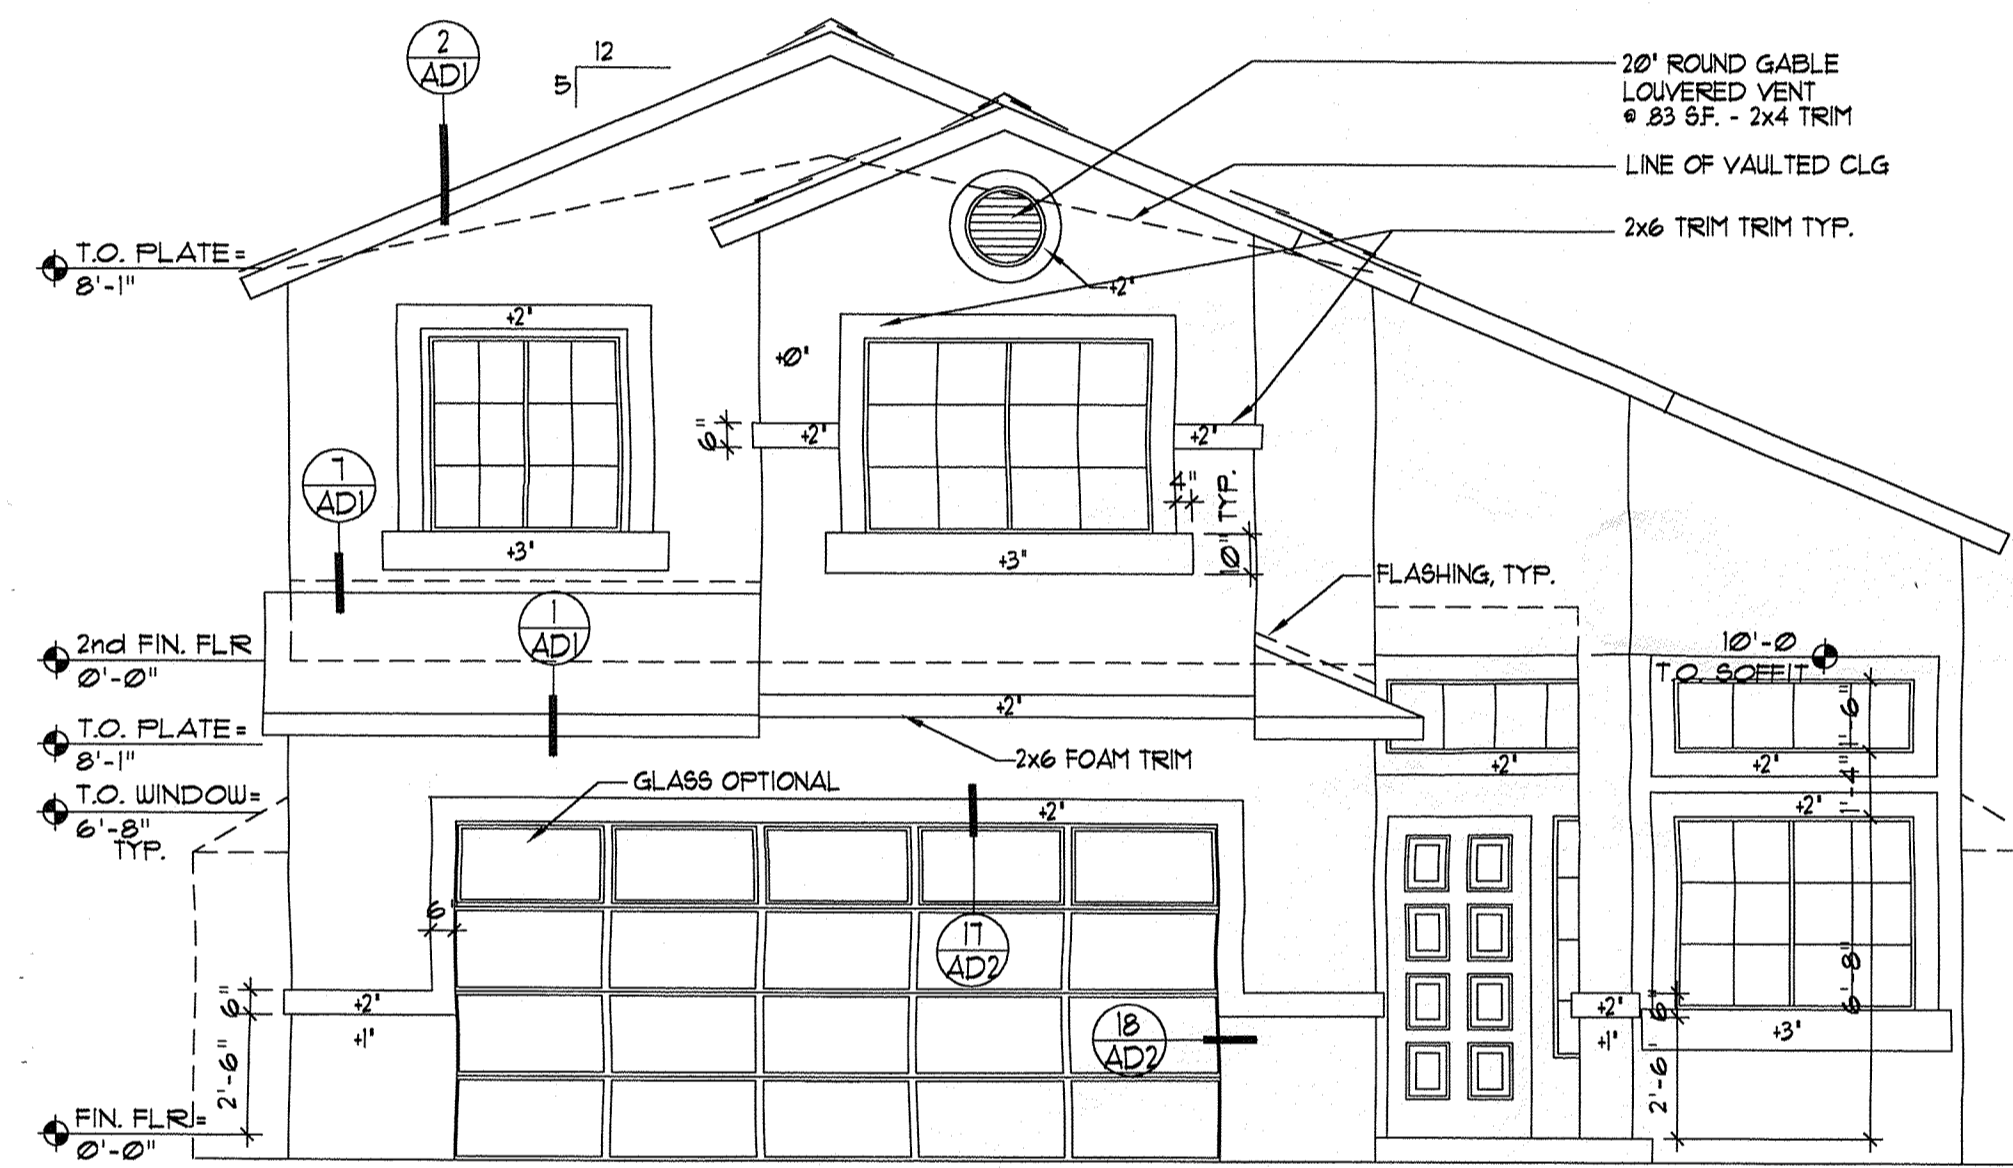 2
AD1
12
5
20" ROUND GABLE
LOUVERED VENT
@ .83 S.F. - 2x4 TRIM
LINE OF VAULTED CLG
2x6 TRIM TRIM TYP.
T.O. PLATE=
8'-1"
+2"
+2"
+0"
6"
+2"
+2"
7
AD1
4"
10" TYP.
+3"
+3"
FLASHING, TYP.
1
AD1
2nd FIN. FLR
0'-0"
10'-0
T.O. SOFFIT
+2"
T.O. PLATE=
8'-1"
2x6 FOAM TRIM
1'-6"
+2"
+2"
GLASS OPTIONAL
T.O. WINDOW=
6'-8"
TYP.
+2"
+2"
1'-4"
6"
17
AD2
6'-8"
6"
+2"
+2"
6"
18
AD2
+1"
+1"
+3"
2'-6"
2'-6"
FIN. FLR=
0'-0"